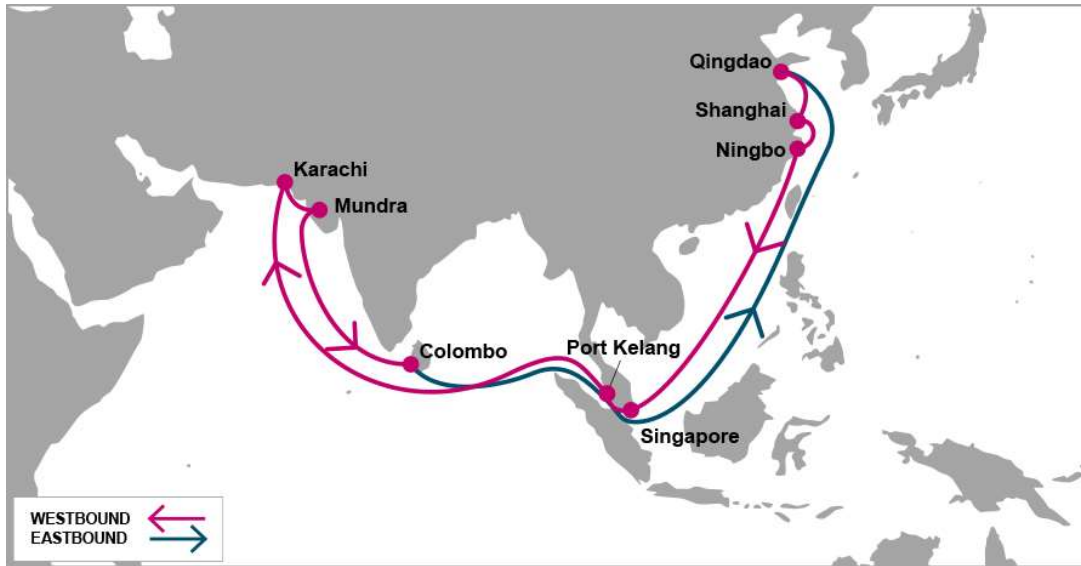 Qingdao
Shanghai
Ningbo
Karachi
Mundra
Colombo
Port Kelang
Singapore
WESTBOUND
EASTBOUND